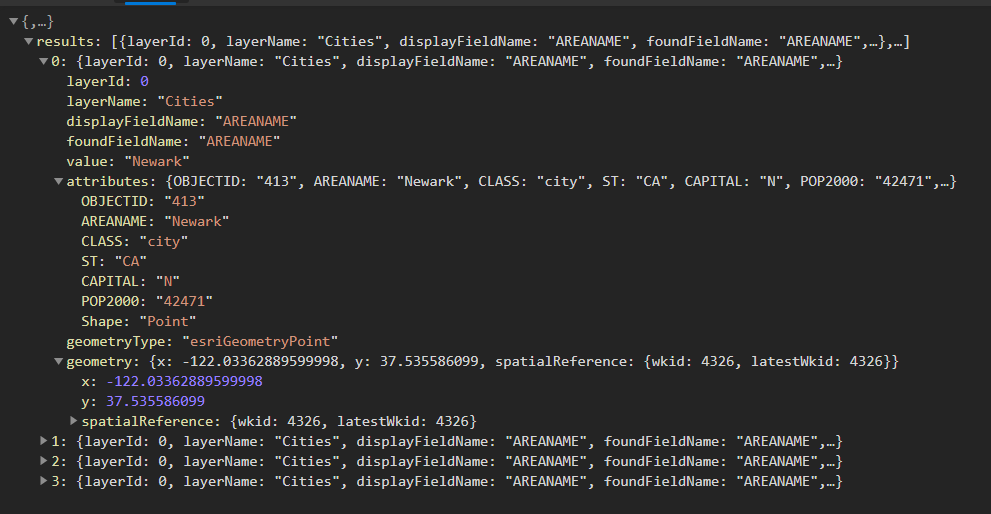 {,…}
results: [{layerId: 0, layerName: "Cities", displayFieldName: "AREANAME", foundFieldName: "AREANAME",…},…]
0: {layerId: 0, layerName: "Cities", displayFieldName: "AREANAME", foundFieldName: "AREANAME",…}
layerId: 0
layerName: "Cities"
displayFieldName: "AREANAME"
foundFieldName: "AREANAME"
value: "Newark"
attributes: {OBJECTID: "413", AREANAME: "Newark", CLASS: "city", ST: "CA", CAPITAL: "N", POP2000: "42471",…}
OBJECTID: "413"
AREANAME: "Newark"
CLASS: "city"
ST: "CA"
CAPITAL: "N"
POP2000: "42471"
Shape: "Point"
geometryType: "esriGeometryPoint"
geometry: {x: -122.03362889599998, y: 37.535586099, spatialReference: {wkid: 4326, latestWkid: 4326}}
x: -122.03362889599998
y: 37.535586099
spatialReference: {wkid: 4326, latestWkid: 4326}
1: {layerId: 0, layerName: "Cities", displayFieldName: "AREANAME", foundFieldName: "AREANAME",…}
2: {layerId: 0, layerName: "Cities", displayFieldName: "AREANAME", foundFieldName: "AREANAME",…}
3: {layerId: 0, layerName: "Cities", displayFieldName: "AREANAME", foundFieldName: "AREANAME",…}